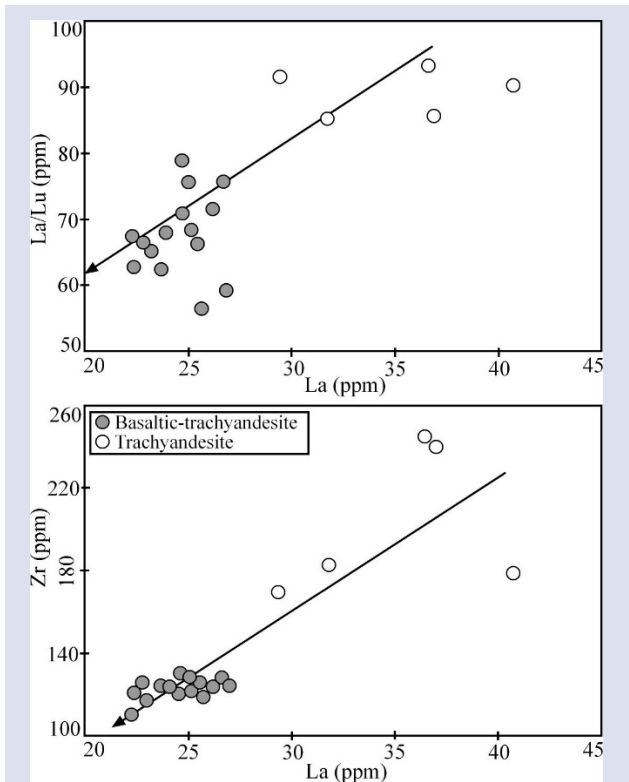 100
90
80
70
60
50
La/Lu (ppm)
20 25 30 35 40 45
La (ppm)
260
220
180
140
100
Zr (ppm)
Basaltic-trachyandesite
Trachyandesite
20 25 30 35 40 45
La (ppm)